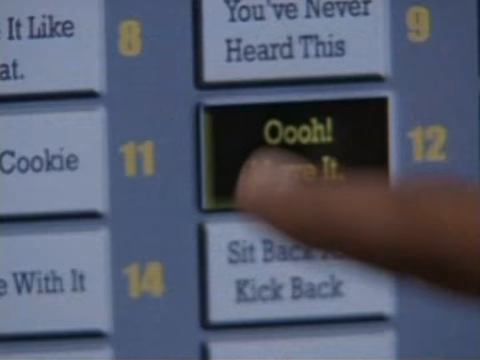 It Like
at.
8
You've Never
Heard This
9
Cookie
11
Oooh!
It.
12
With It
14
Sit Back
Kick Back